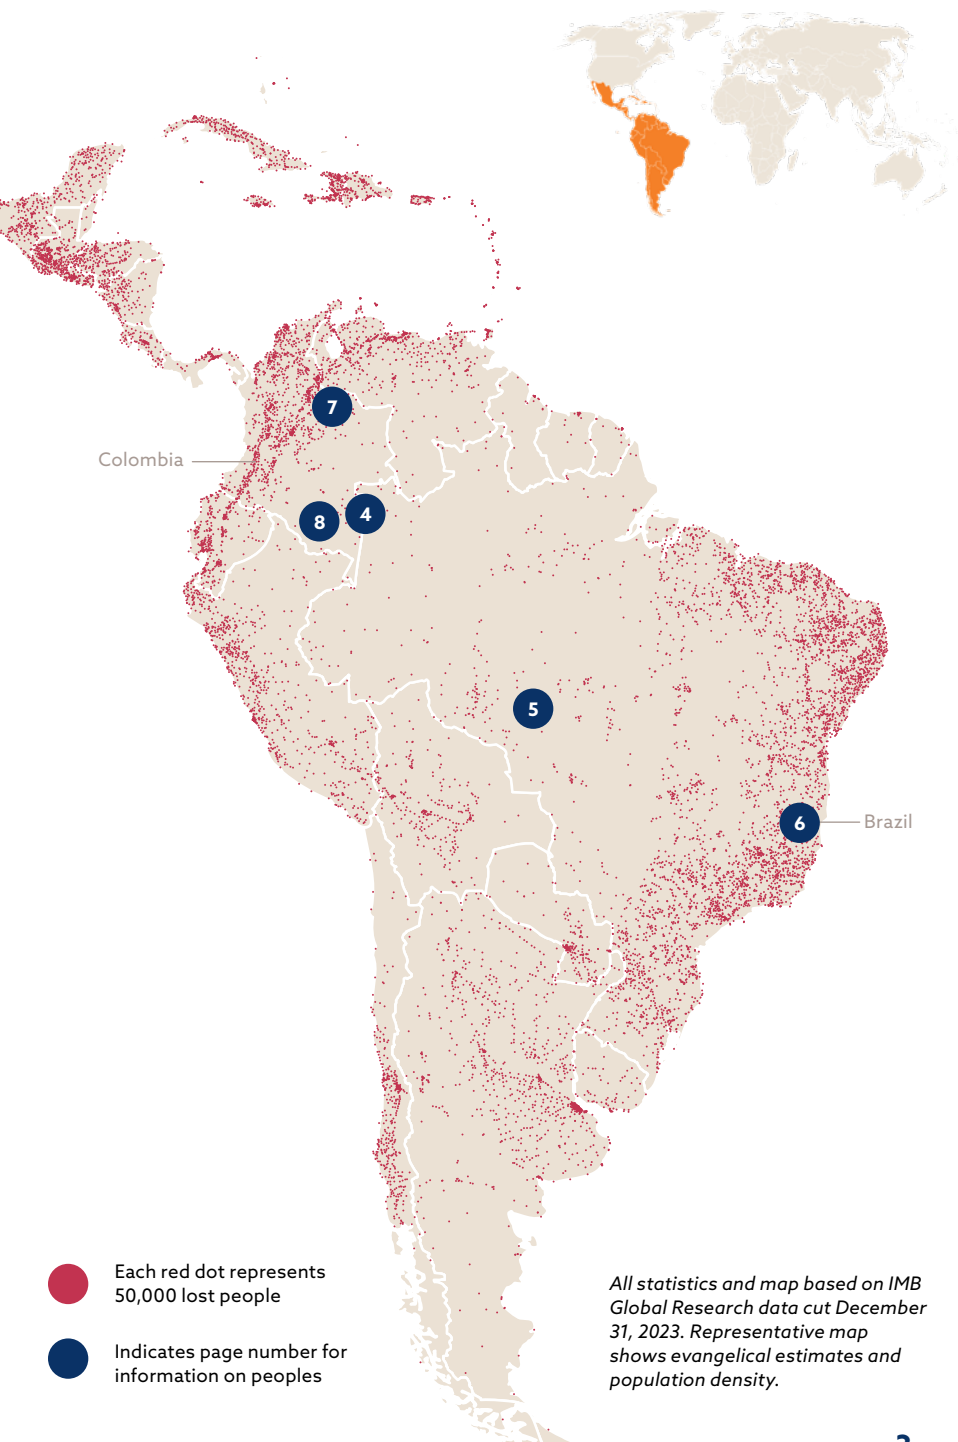 7
Colombia
8
4
5
6
Brazil
Each red dot represents
50,000 lost people
Indicates page number for
information on peoples
All statistics and map based on IMB
Global Research data cut December
31, 2023. Representative map
shows evangelical estimates and
population density.